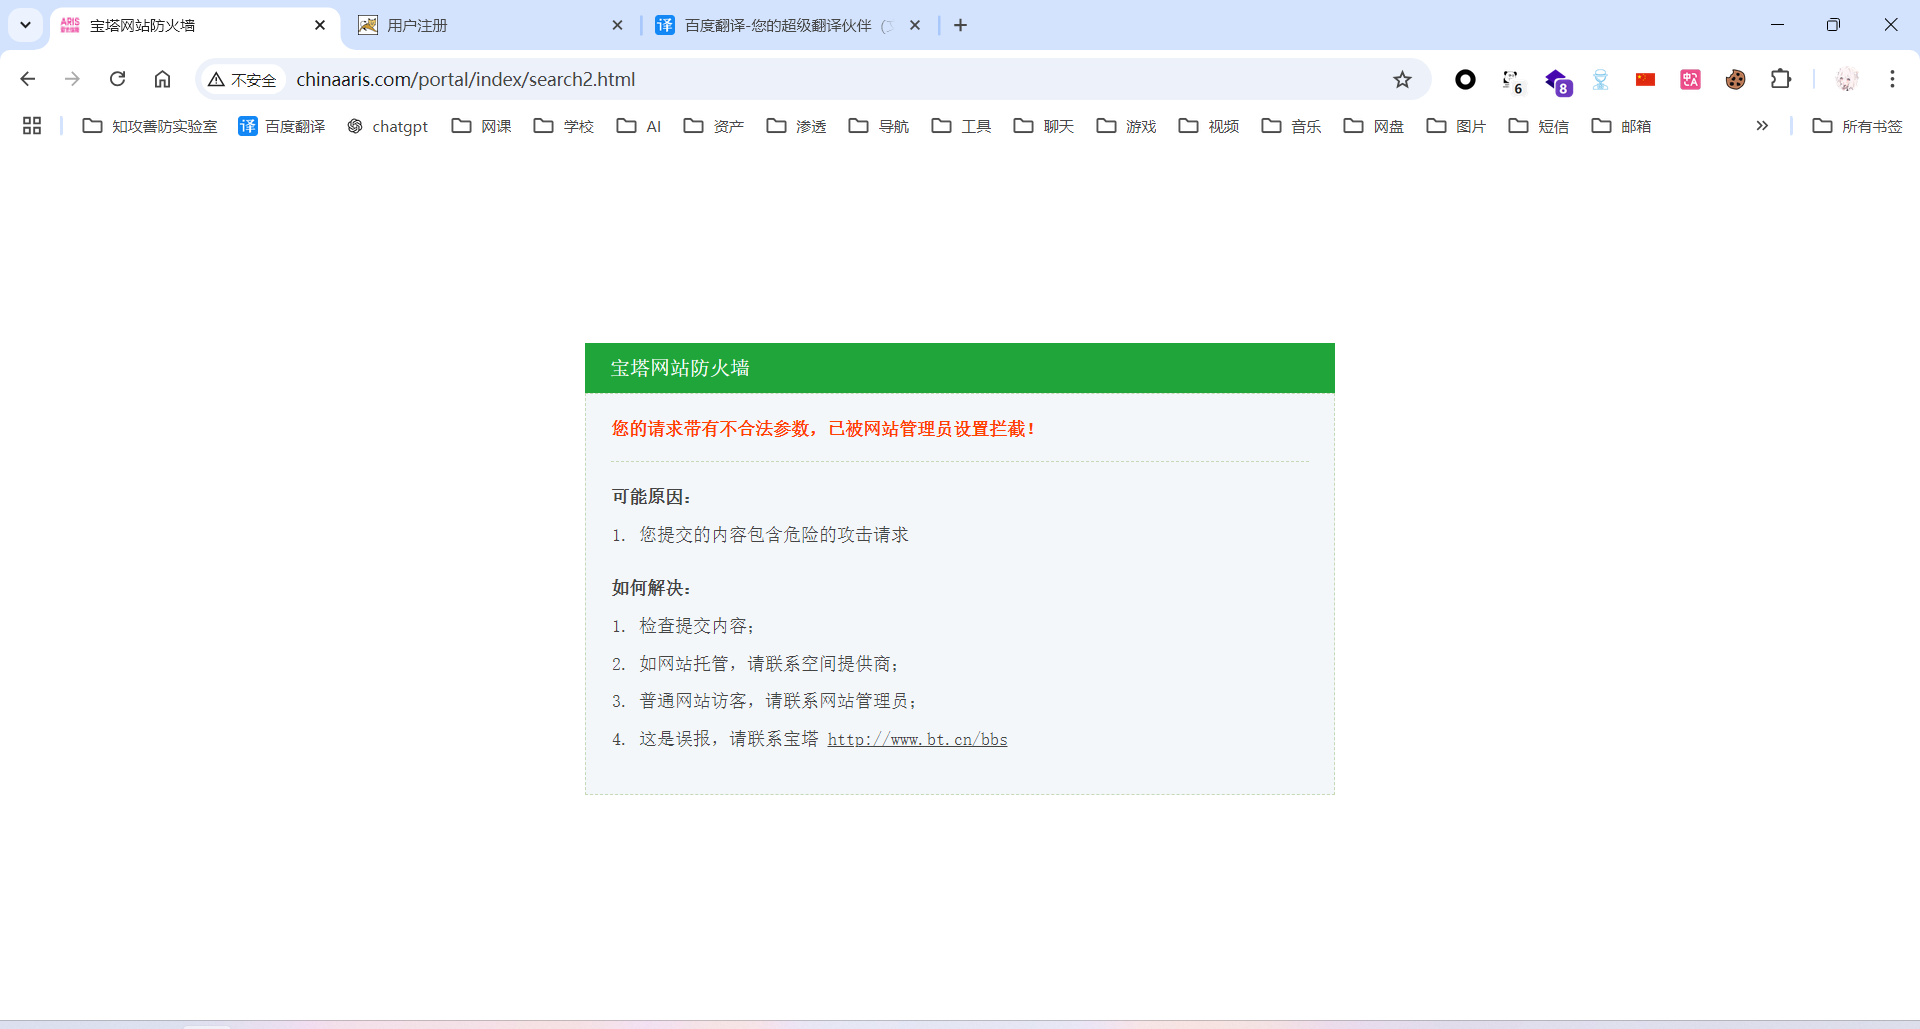 宝塔网站防火墙
用户注册
百度翻译-您的超级翻译伙伴
不安全
chinaaris.com/portal/index/search2.html
6
8
知攻善防实验室
百度翻译
chatgpt
网课
学校
AI
资产
渗透
导航
工具
聊天
游戏
视频
音乐
网盘
图片
短信
邮箱
所有书签
宝塔网站防火墙
您的请求带有不合法参数，已被网站管理员设置拦截！
可能原因：
1. 您提交的内容包含危险的攻击请求
如何解决：
1. 检查提交内容；
2. 如网站托管，请联系空间提供商；
3. 普通网站访客，请联系网站管理员；
4. 这是误报，请联系宝塔 http://www.bt.cn/bbs